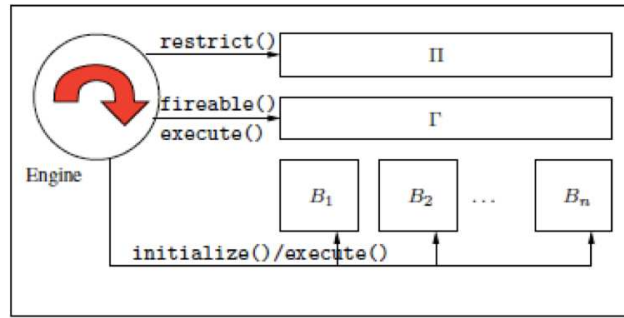 restrict()
Π
fireable()
Γ
execute()
Engine
B₁ B₂ ... Bₙ
initialize()/execute()